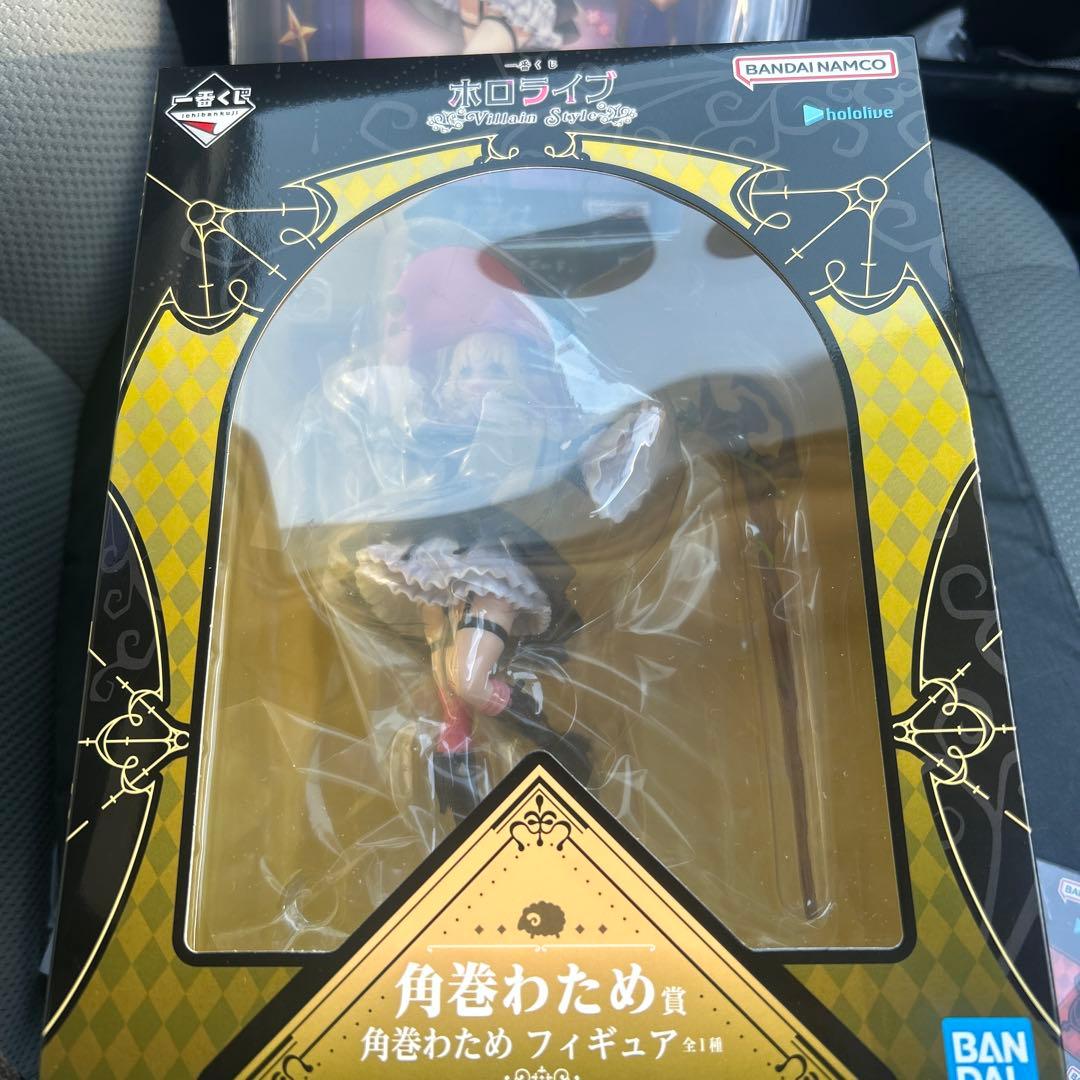 一番くじ
ichibankuji
一番くじ
ホロライブ
Villain Style
BANDAI NAMCO
hololive
角巻わため賞
角巻わため フィギュア 全1種
BAN
DAI